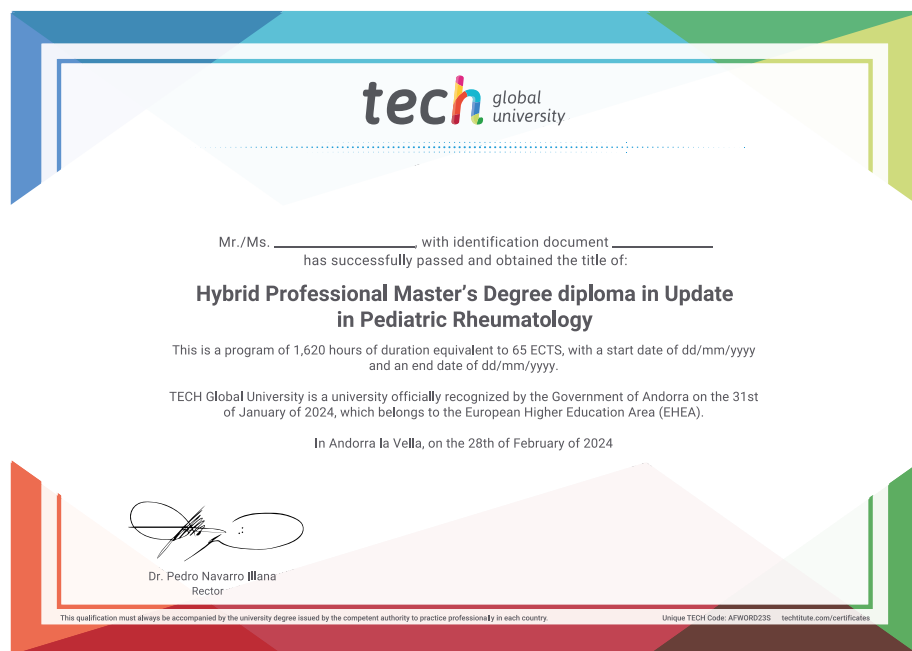 tech global university
Mr./Ms. ____________, with identification document ____________
has successfully passed and obtained the title of:
Hybrid Professional Master's Degree diploma in Update
in Pediatric Rheumatology
This is a program of 1,620 hours of duration equivalent to 65 ECTS, with a start date of dd/mm/yyyy
and an end date of dd/mm/yyyy.
TECH Global University is a university officially recognized by the Government of Andorra on the 31st
of January of 2024, which belongs to the European Higher Education Area (EHEA).
In Andorra la Vella, on the 28th of February of 2024
Dr. Pedro Navarro Illana
Rector
This qualification must always be accompanied by the university degree issued by the competent authority to practice professionally in each country.
Unique TECH Code: AFWORD23S techtitute.com/certificates